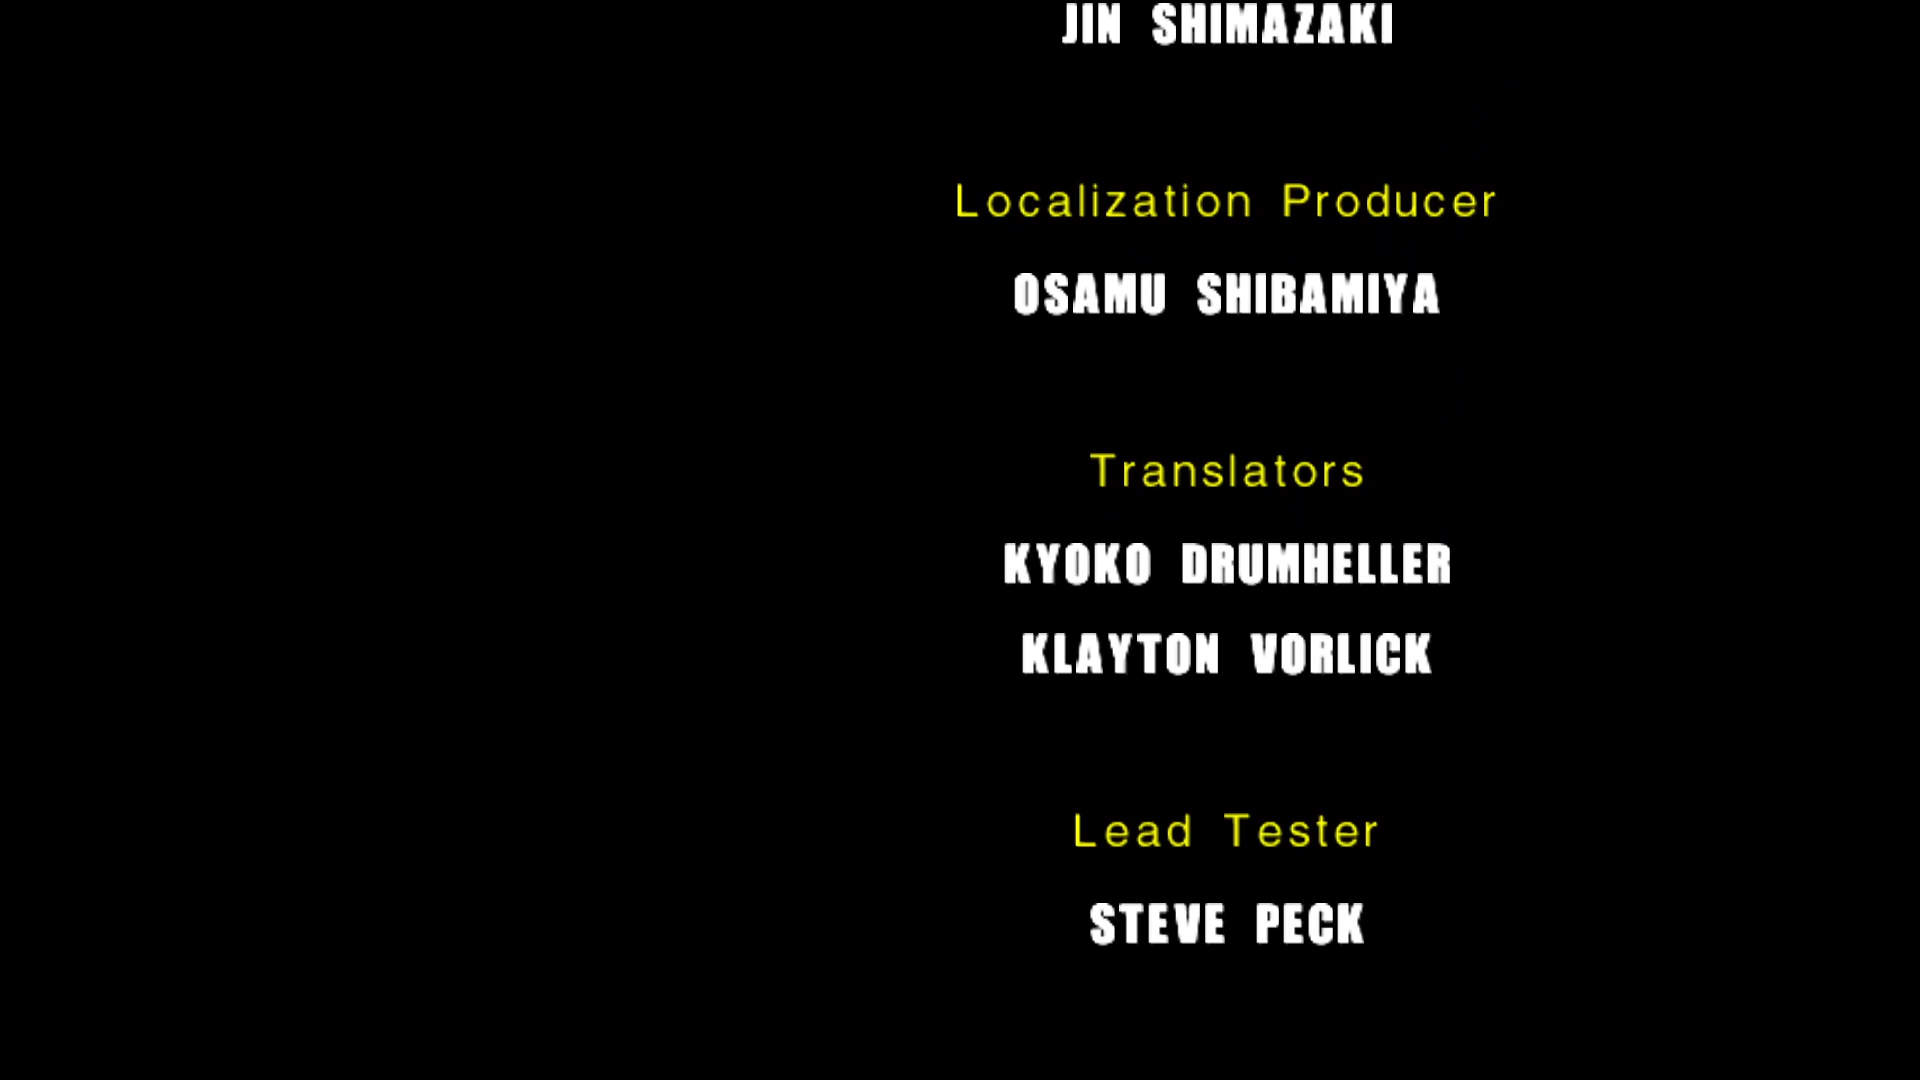 JIN SHIMAZAKI
Localization Producer
OSAMU SHIBAMIYA
Translators
KYOKO DRUMHELLER
KLAYTON VORLICK
Lead Tester
STEVE PECK